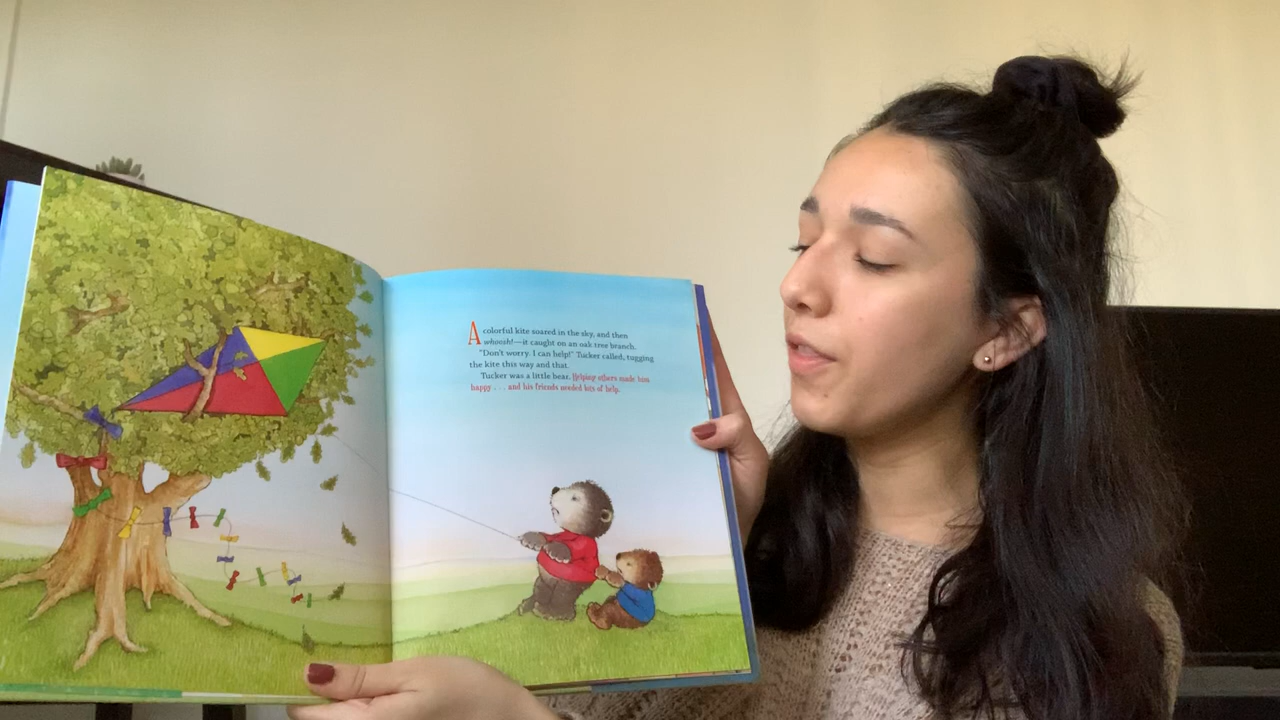 A colorful kite soared in the sky, and then
whoosh!—it caught on an oak tree branch.
"Don't worry. I can help!" Tucker called, tugging
the kite this way and that.
Tucker was a little bear. Helping others made him
happy . . . and his friends needed lots of help.